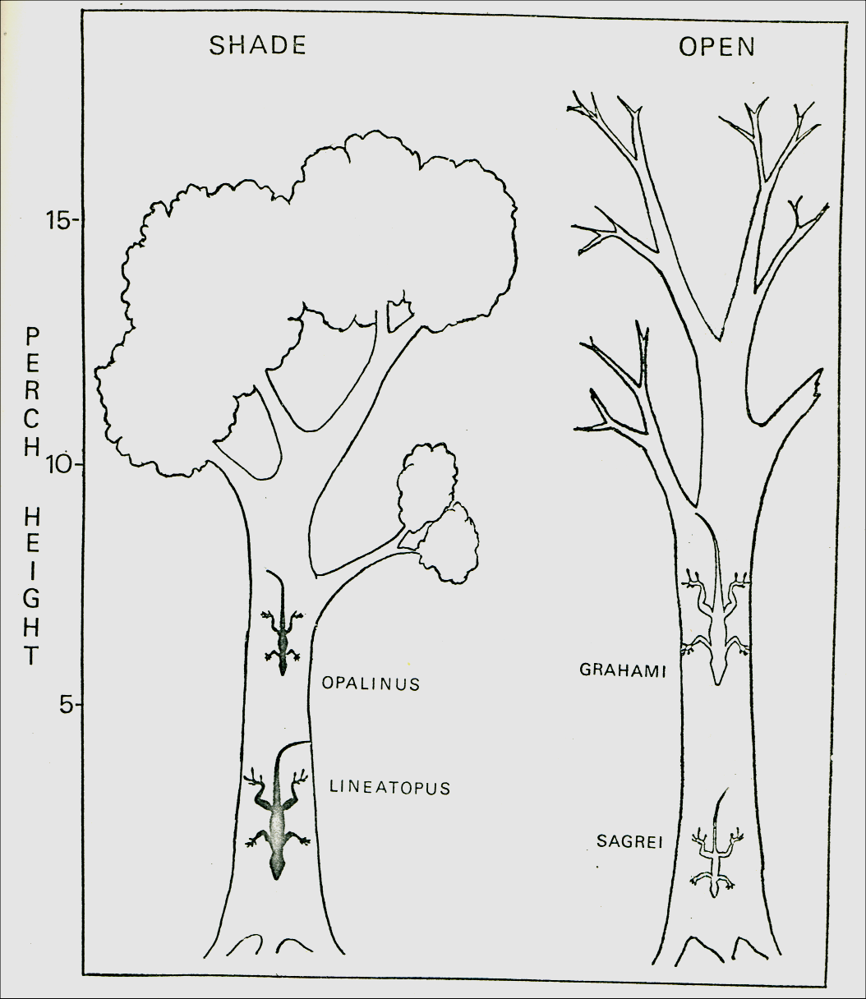 SHADE
OPEN
15-
10-
5-
PERCH HEIGHT
OPALINUS
LINEATOPUS
GRAHAMI
SAGREI